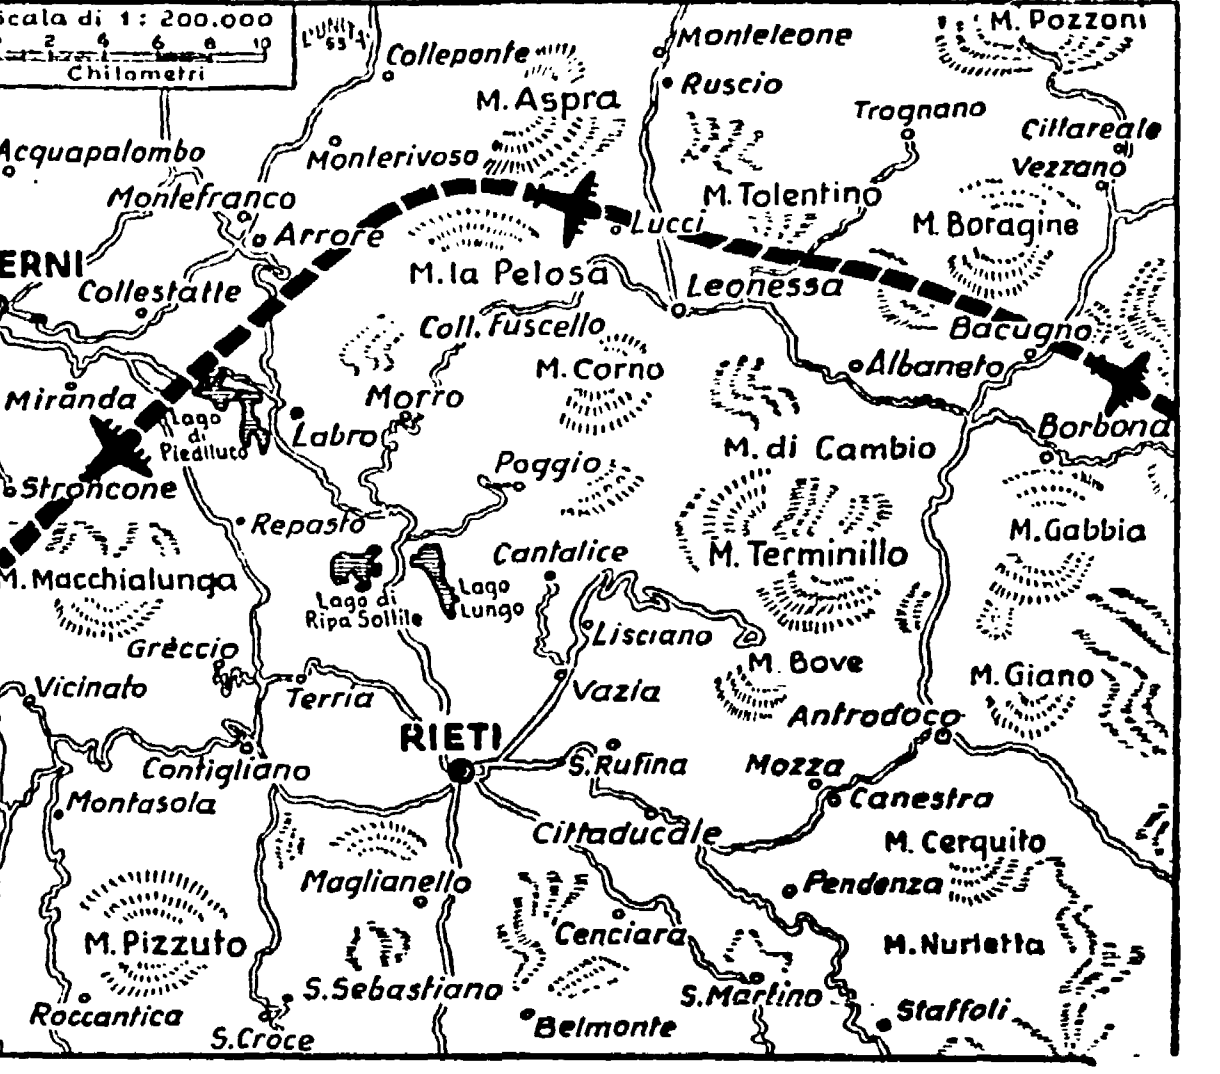 Scala di 1: 200.000
2 4 6 8 10
Chilometri
L'UNITÀ
Colleponte
Monteleone
M. Pozzoni
Ruscio
M. Aspra
Trognano
Cittareale
Acquapalombo
Monterivoso
Vezzano
Montefranco
M. Tolentino
M. Boragine
Arrore
Lucci
ERNI
M. la Pelosa
Collestatte
Leonessa
Coll. Fuscello
Bacugno
M. Corno
Albaneto
Miranda
Morro
Lago
di
Piediluco
Labro
Borbona
M. di Cambio
Poggio
Stroncone
Repasto
M. Gabbia
Cantalice
M. Terminillo
M. Macchialunga
Lago di
Ripa Sottile
Lago
Lungo
Lisciano
Grèccio
M. Bove
M. Giano
Vicinato
Terria
Vazia
Antrodoco
RIETI
Contigliano
S. Rufina
Mozza
Canestra
Montasola
Cittaducale
M. Cerquito
Maglianello
Pendenza
M. Pizzuto
Cenciara
M. Nurietta
S. Sebastiano
S. Martino
Roccantica
Belmonte
Staffoli
S. Croce